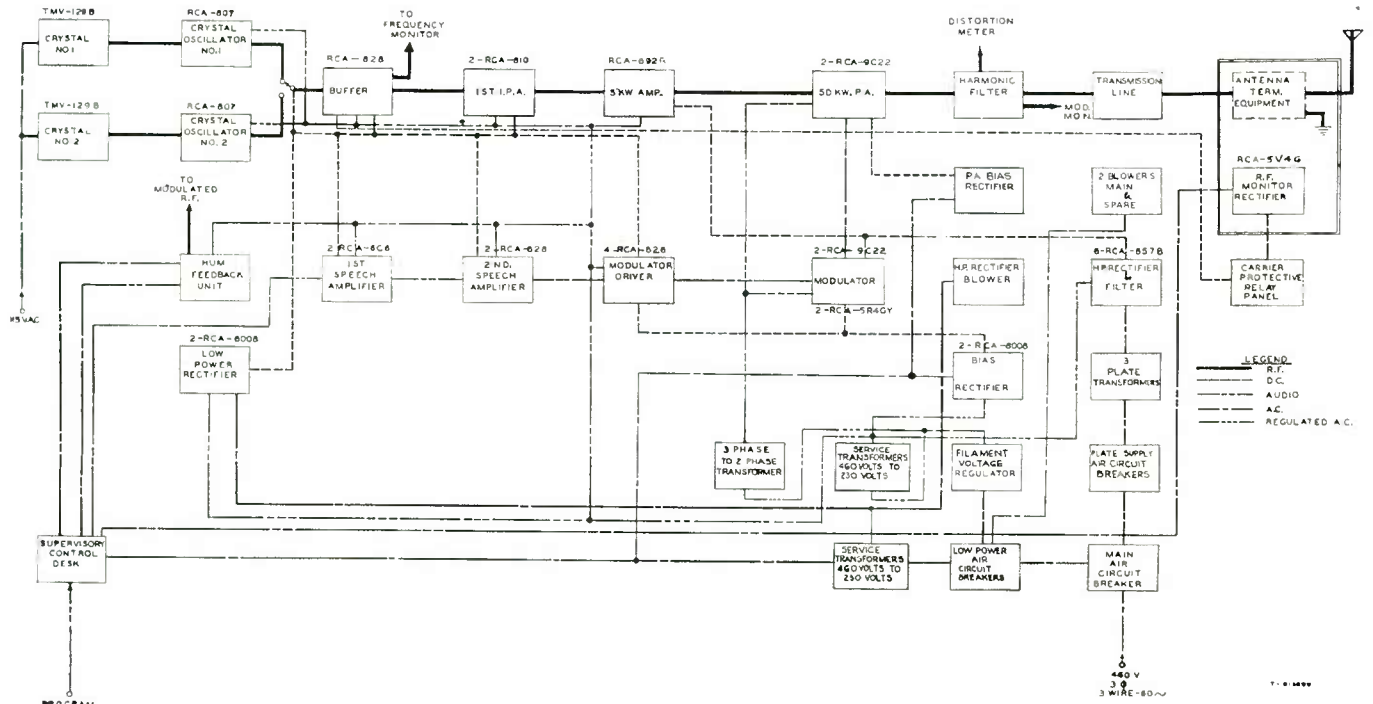 TMV-129B
CRYSTAL
NO.1
RCA-807
CRYSTAL
OSCILLATOR
NO.1
TO
FREQUENCY
MONITOR
RCA-828
BUFFER
2-RCA-810
1ST I.P.A.
RCA-892R
5 KW AMP.
2-RCA-9C22
50 KW. P.A.
DISTORTION
METER
HARMONIC
FILTER
MOD.
MON.
TRANSMISSION
LINE
ANTENNA
TERM.
EQUIPMENT
TMV-129B
CRYSTAL
NO.2
RCA-807
CRYSTAL
OSCILLATOR
NO. 2
TO
MODULATED
R.F.
P.A. BIAS
RECTIFIER
2 BLOWERS
MAIN
&
SPARE
RCA-5V4G
R.F.
MONITOR
RECTIFIER
HUM
FEEDBACK
UNIT
2-RCA-6C6
1ST
SPEECH
AMPLIFIER
2-RCA-828
2ND.
SPEECH
AMPLIFIER
4-RCA-828
MODULATOR
DRIVER
2-RCA-9C22
MODULATOR
2-RCA-5R4GY
H.P. RECTIFIER
BLOWER
6-RCA-857B
H.P. RECTIFIER
&
FILTER
CARRIER
PROTECTIVE
RELAY
PANEL
115 VAC
2-RCA-8008
LOW
POWER
RECTIFIER
2-RCA-8008
BIAS
RECTIFIER
3
PLATE
TRANSFORMERS
LEGEND
R.F.
D.C.
AUDIO
A.C.
REGULATED A.C.
3 PHASE
TO 2 PHASE
TRANSFORMER
SERVICE
TRANSFORMERS
460 VOLTS TO
230 VOLTS
FILAMENT
VOLTAGE
REGULATOR
PLATE SUPPLY
AIR CIRCUIT
BREAKERS
SUPERVISORY
CONTROL
DESK
SERVICE
TRANSFORMERS
460 VOLTS TO
230 VOLTS
LOW POWER
AIR
CIRCUIT
BREAKERS
MAIN
AIR
CIRCUIT
BREAKER
PROGRAM
460 V
3 Φ
3 WIRE-60~